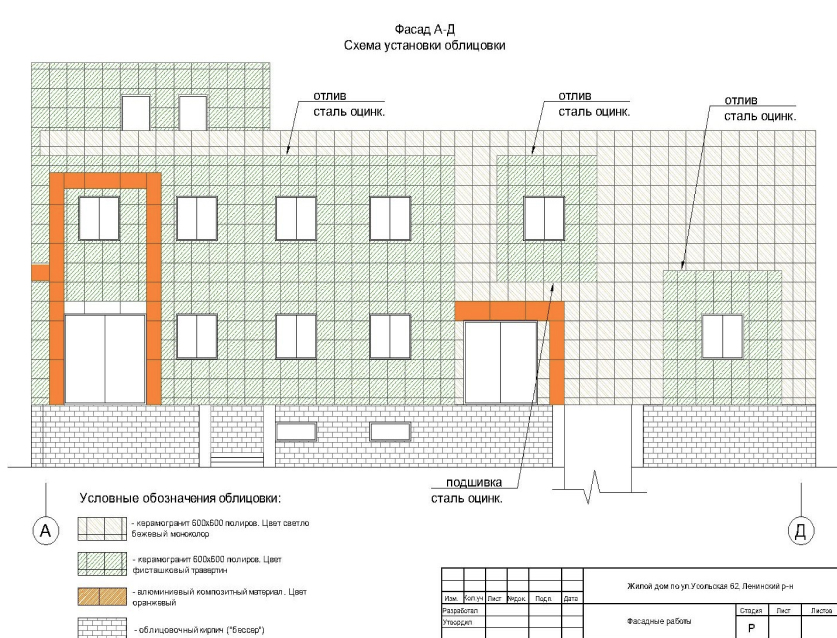 Фасад А-Д
Схема установки облицовки
отлив
сталь оцинк.
отлив
сталь оцинк.
отлив
сталь оцинк.
подшивка
сталь оцинк.
Условные обозначения облицовки:
А
Д
- керамогранит 600х600 полиров. Цвет светло
бежевый моноколор
- керамогранит 600х600 полиров. Цвет
фисташковый травертин
- алюминиевый композитный материал. Цвет
оранжевый
- облицовочный кирпич ("бессер")
Жилой дом по ул.Усольская 62, Ленинский р-н
Изм. Кол.уч Лист №док. Подп. Дата
Разработал
Утвердил
Фасадные работы
Стадия Лист Листов
Р